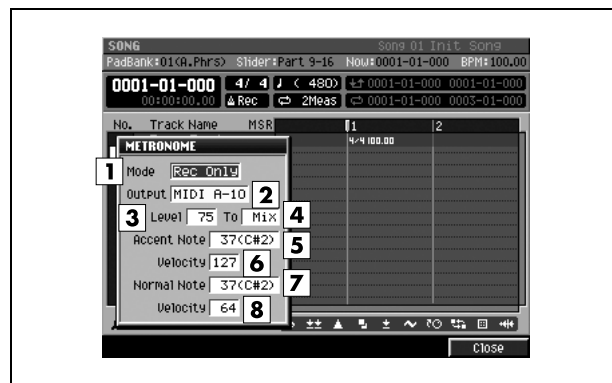 SONG Song 01 Init Song
PadBank:01(A.Phrs) Slider:Part 9-16 Now:0001-01-000 BPM:100.00
0001-01-000 4/ 4 ♩ ( 480) 0001-01-000 0001-01-000
00:00:00.00 Rec 2Meas 0001-01-000 0003-01-000
No. Track Name MSR 1 2
METRONOME 4/4 100.00
1 Mode Rec Only
Output MIDI A-10 2
3 Level 75 To Mix 4
Accent Note 37(C#2) 5
Velocity 127 6
Normal Note 37(C#2) 7
Velocity 64 8
Close